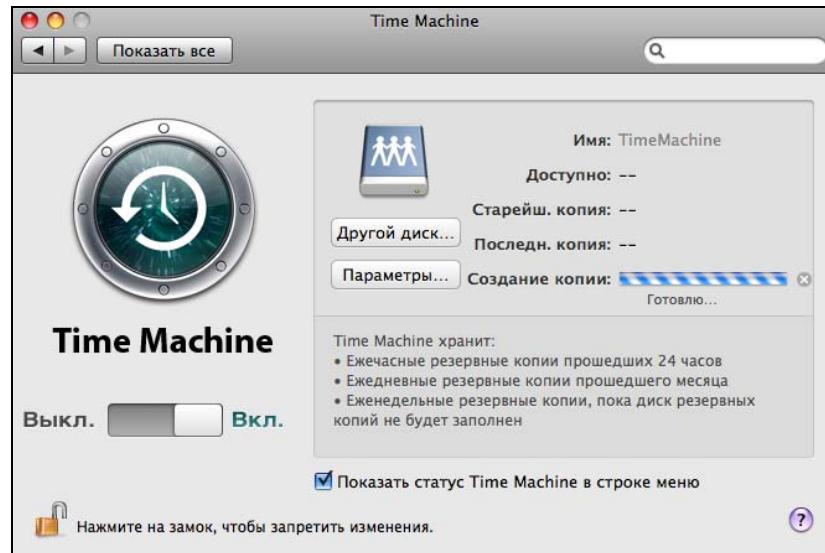 Time Machine
Показать все
Имя: TimeMachine
Доступно: --
Старейш. копия: --
Другой диск...
Последн. копия: --
Параметры...
Создание копии:
Готовлю...
Time Machine
Time Machine хранит:
• Ежечасные резервные копии прошедших 24 часов
• Ежедневные резервные копии прошедшего месяца
• Еженедельные резервные копии, пока диск резервных
копий не будет заполнен
Выкл. Вкл.
Показать статус Time Machine в строке меню
Нажмите на замок, чтобы запретить изменения.
?